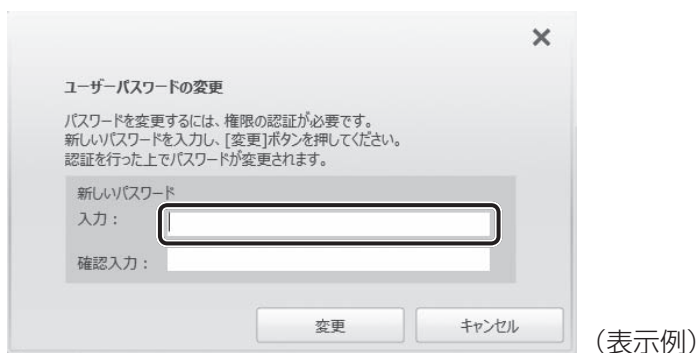 ユーザーパスワードの変更
パスワードを変更するには、権限の認証が必要です。
新しいパスワードを入力し、[変更]ボタンを押してください。
認証を行った上でパスワードが変更されます。
新しいパスワード
入力：
確認入力：
変更
キャンセル
（表示例）